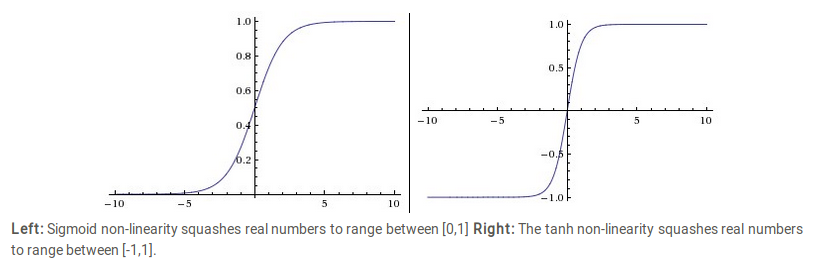 1.0
0.8
0.6
0.4
0.2
−10 −5 5 10
1.0
0.5
−10 −5 5 10
−0.5
−1.0
Left: Sigmoid non-linearity squashes real numbers to range between [0,1] Right: The tanh non-linearity squashes real numbers
to range between [-1,1].